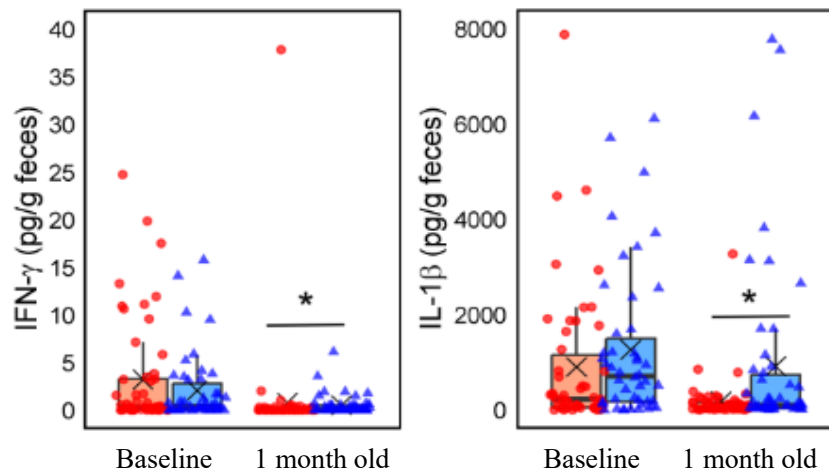 IFN-γ (pg/g feces)
40
35
30
25
20
15
10
5
0
*
Baseline
1 month old
IL-1β (pg/g feces)
8000
6000
4000
2000
0
*
Baseline
1 month old